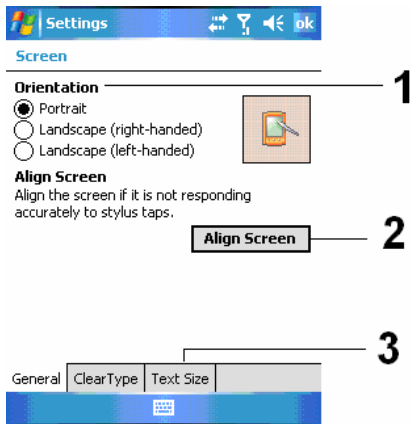 Settings ok
Screen
Orientation 1
Portrait
Landscape (right-handed)
Landscape (left-handed)
Align Screen
Align the screen if it is not responding
accurately to stylus taps.
Align Screen 2
3
General ClearType Text Size